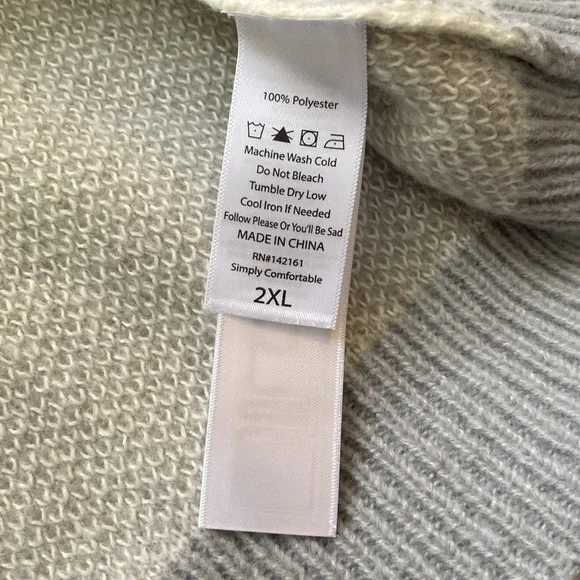 100% Polyester
Machine Wash Cold
Do Not Bleach
Tumble Dry Low
Cool Iron If Needed
Follow Please Or You'll Be Sad
MADE IN CHINA
RN#142161
Simply Comfortable
2XL